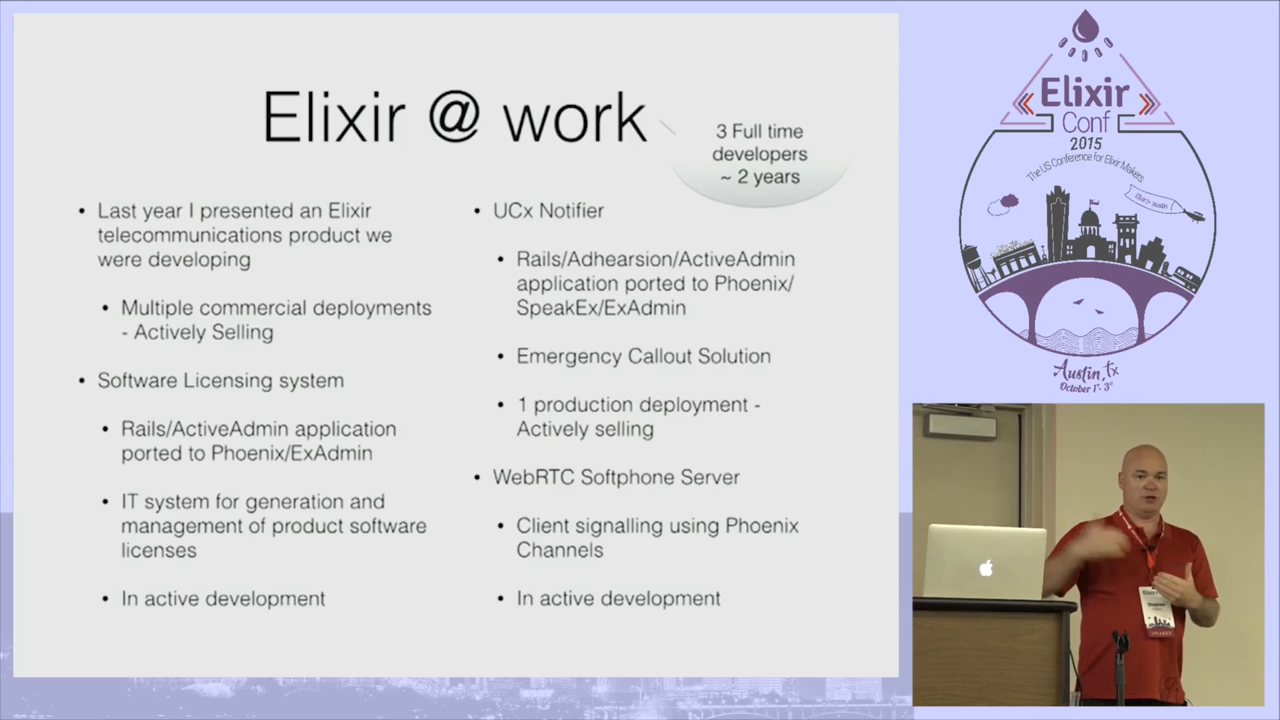 Elixir @ work
3 Full time
developers
~ 2 years
• Last year I presented an Elixir
telecommunications product we
were developing
• Multiple commercial deployments
- Actively Selling
• Software Licensing system
• Rails/ActiveAdmin application
ported to Phoenix/ExAdmin
• IT system for generation and
management of product software
licenses
• In active development
• UCx Notifier
• Rails/Adhearsion/ActiveAdmin
application ported to Phoenix/
SpeakEx/ExAdmin
• Emergency Callout Solution
• 1 production deployment -
Actively selling
• WebRTC Softphone Server
• Client signalling using Phoenix
Channels
• In active development
Elixir
Conf
2015
The US Conference for Elixir Makers
Austin, Tx
October 1st - 3rd
Stephen
SPEAKER